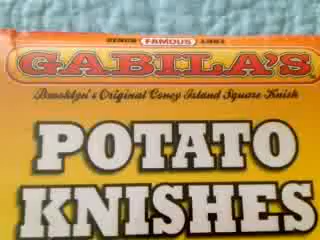 SINCE FAMOUS 1921
GABILA'S
Brooklyn's Original Coney Island Square Knish
POTATO
KNISHES